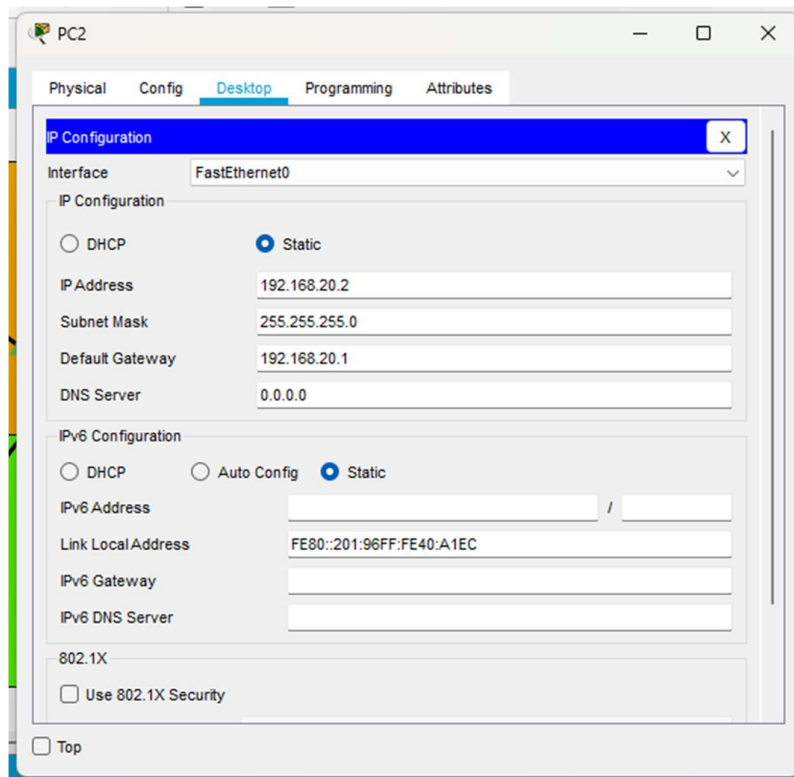 PC2
Physical Config Desktop Programming Attributes
IP Configuration X
Interface FastEthernet0
IP Configuration
DHCP Static
IP Address 192.168.20.2
Subnet Mask 255.255.255.0
Default Gateway 192.168.20.1
DNS Server 0.0.0.0
IPv6 Configuration
DHCP Auto Config Static
IPv6 Address /
Link Local Address FE80::201:96FF:FE40:A1EC
IPv6 Gateway
IPv6 DNS Server
802.1X
Use 802.1X Security
Top